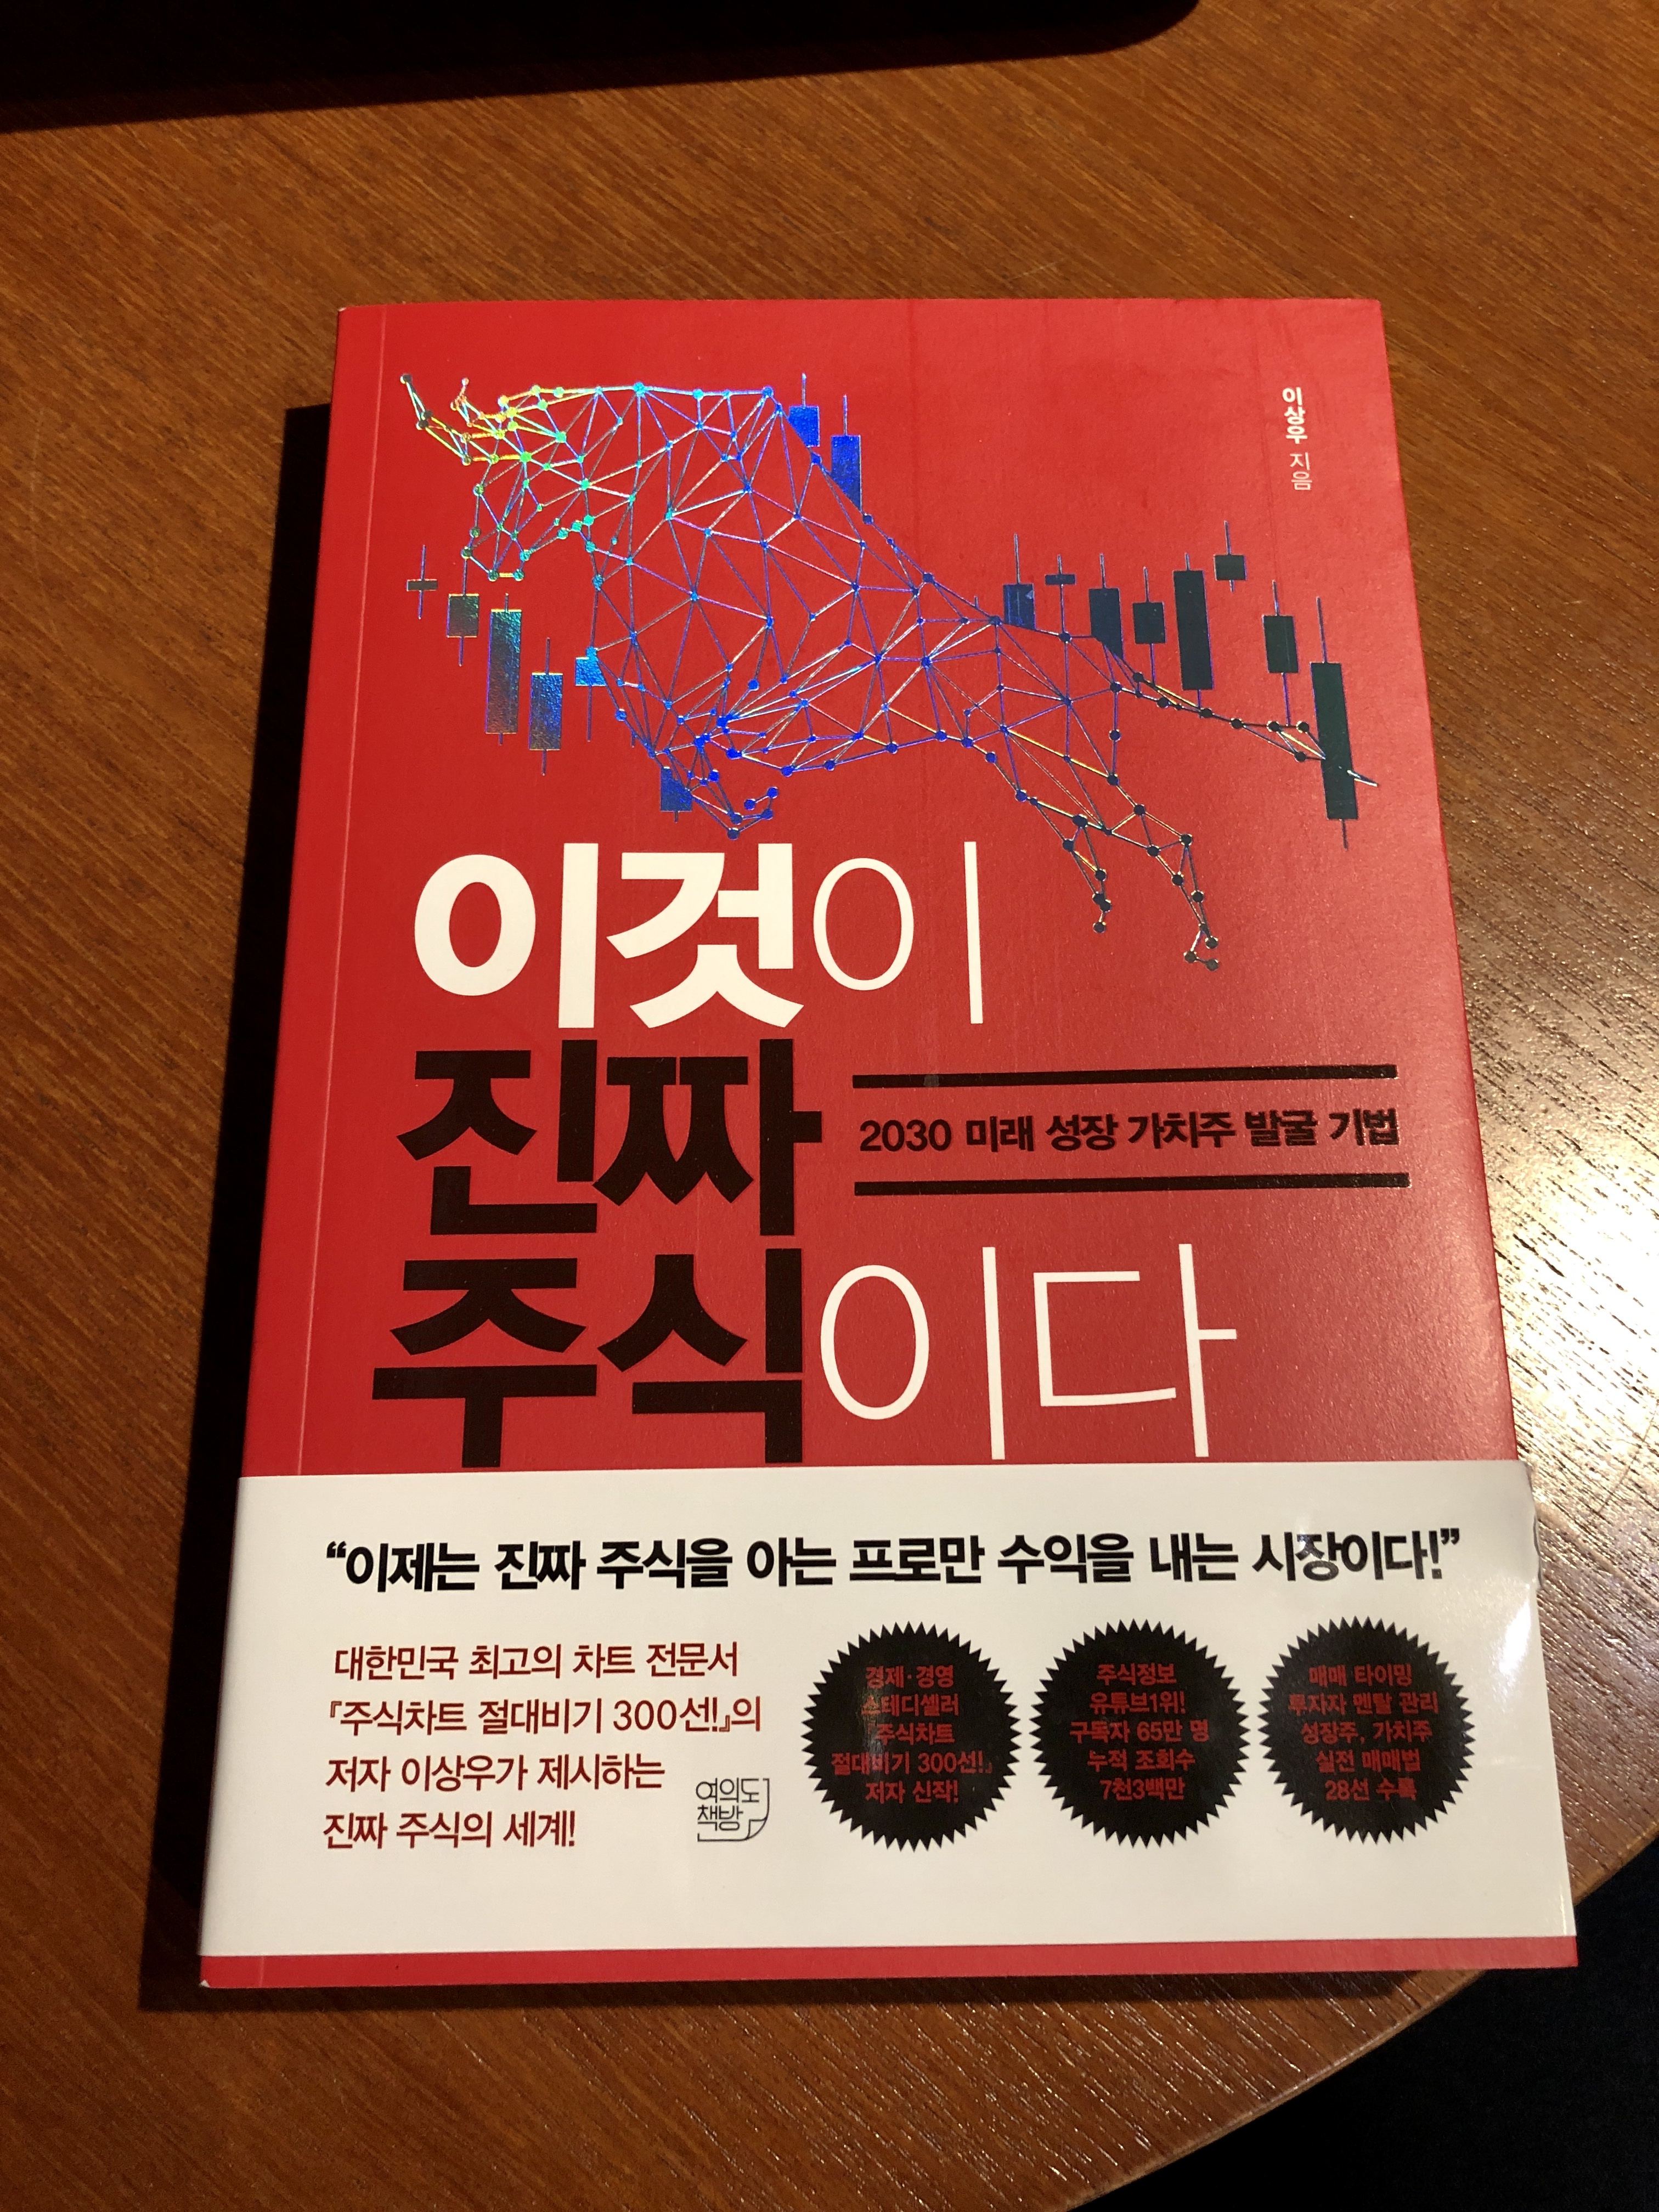 이상우 지음
이것이
진짜
2030 미래 성장 가치주 발굴 기법
주식이다
“이제는 진짜 주식을 아는 프로만 수익을 내는 시장이다!”
대한민국 최고의 차트 전문서
『주식차트 절대비기 300선!』의
저자 이상우가 제시하는
진짜 주식의 세계!
여의도
책방
경제·경영
스테디셀러
주식차트
절대비기 300선!』
저자 신작!
주식정보
유튜브1위!
구독자 65만 명
누적 조회수
7천3백만
매매 타이밍
투자자 멘탈 관리
성장주, 가치주
실전 매매법
28선 수록